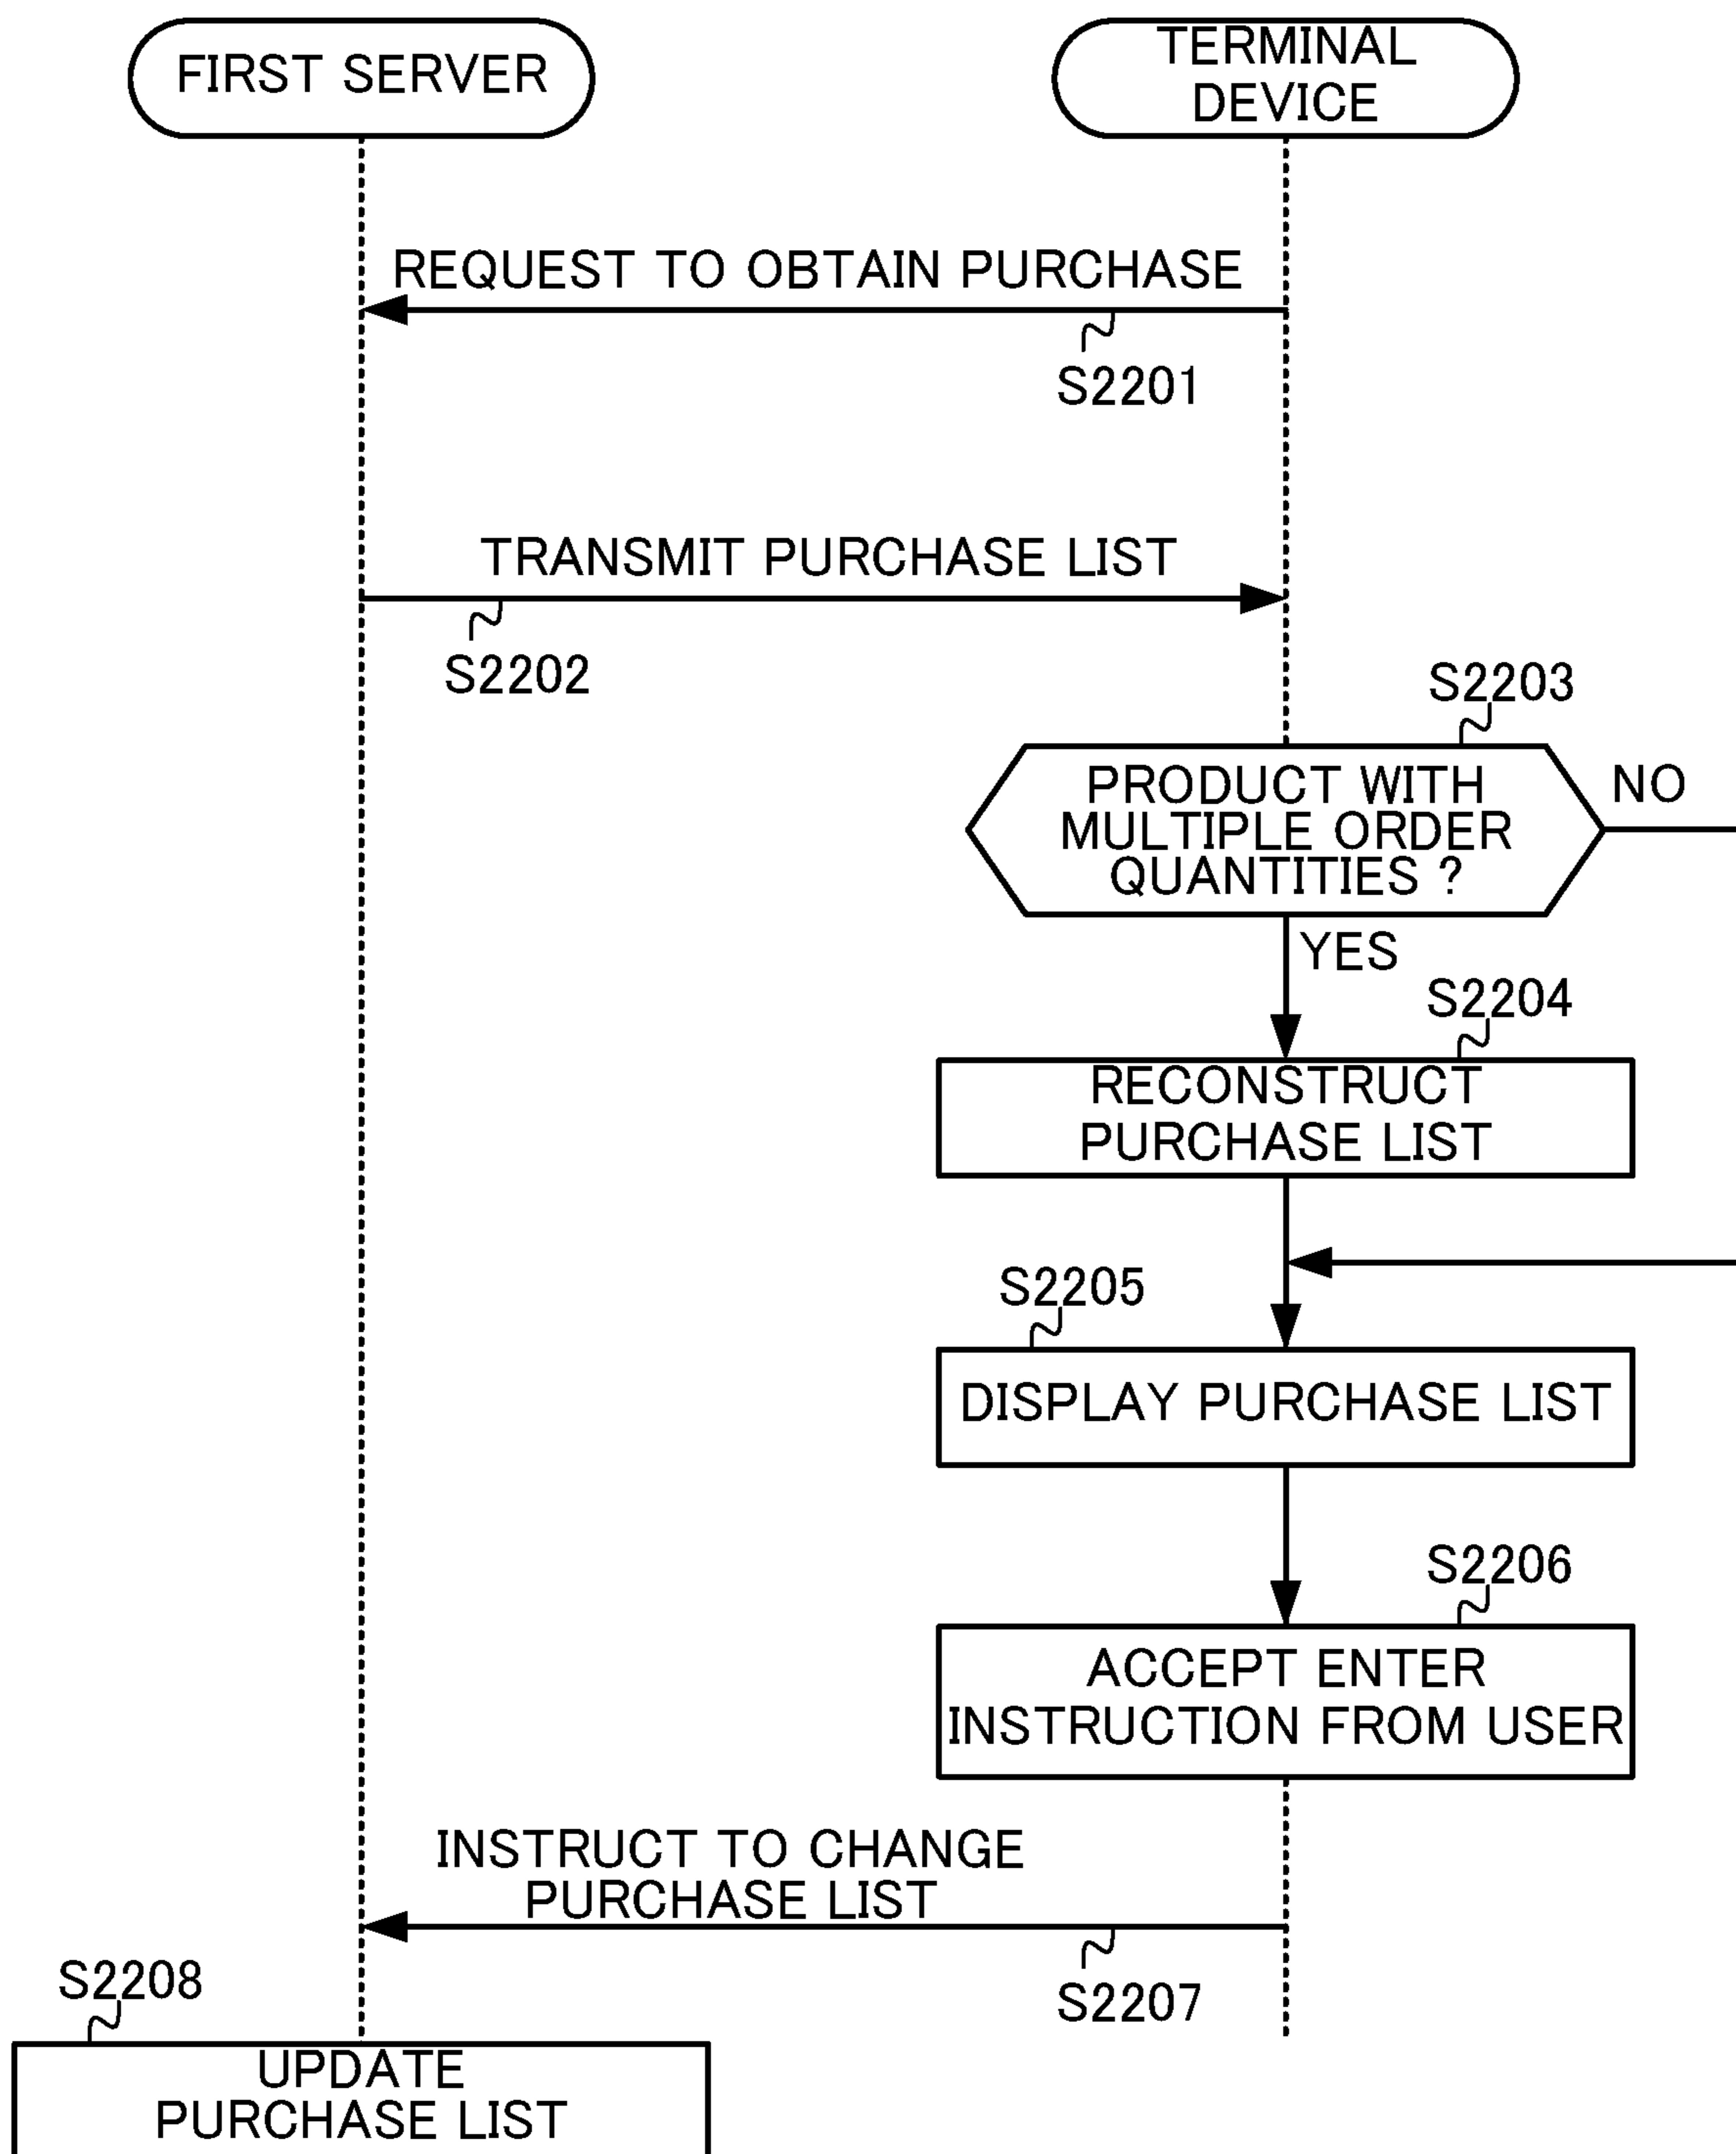 FIRST SERVER
TERMINAL
DEVICE
REQUEST TO OBTAIN PURCHASE
S2201
TRANSMIT PURCHASE LIST
S2202
S2203
PRODUCT WITH
MULTIPLE ORDER
QUANTITIES ?
NO
YES
S2204
RECONSTRUCT
PURCHASE LIST
S2205
DISPLAY PURCHASE LIST
S2206
ACCEPT ENTER
INSTRUCTION FROM USER
INSTRUCT TO CHANGE
PURCHASE LIST
S2207
S2208
UPDATE
PURCHASE LIST